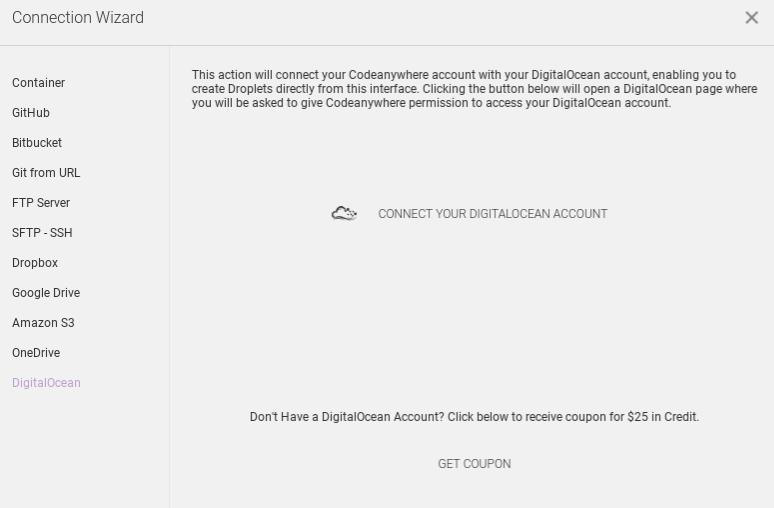 Connection Wizard
Container
GitHub
Bitbucket
Git from URL
FTP Server
SFTP - SSH
Dropbox
Google Drive
Amazon S3
OneDrive
DigitalOcean
This action will connect your Codeanywhere account with your DigitalOcean account, enabling you to
create Droplets directly from this interface. Clicking the button below will open a DigitalOcean page where
you will be asked to give Codeanywhere permission to access your DigitalOcean account.
CONNECT YOUR DIGITALOCEAN ACCOUNT
Don't Have a DigitalOcean Account? Click below to receive coupon for $25 in Credit.
GET COUPON